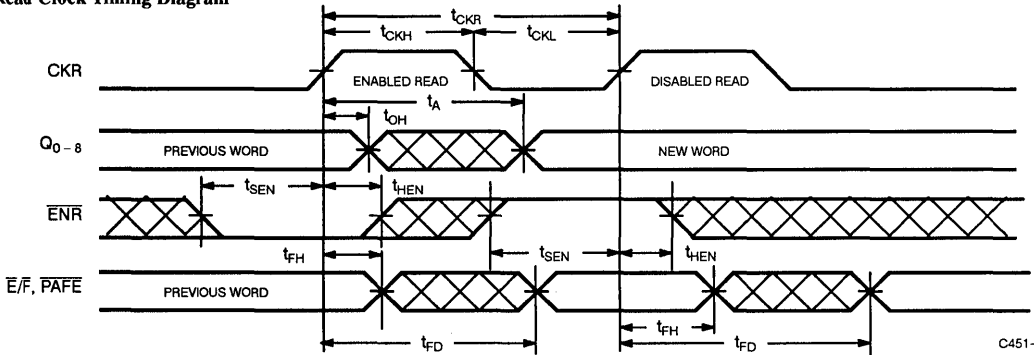 Read Clock Timing Diagram
tCKR
tCKH
tCKL
CKR
ENABLED READ
DISABLED READ
tA
tOH
Q0 – 8
PREVIOUS WORD
NEW WORD
tSEN
tHEN
ENR
tFH
tSEN
tHEN
E/F, PAFE
PREVIOUS WORD
tFH
tFD
tFD
C451-